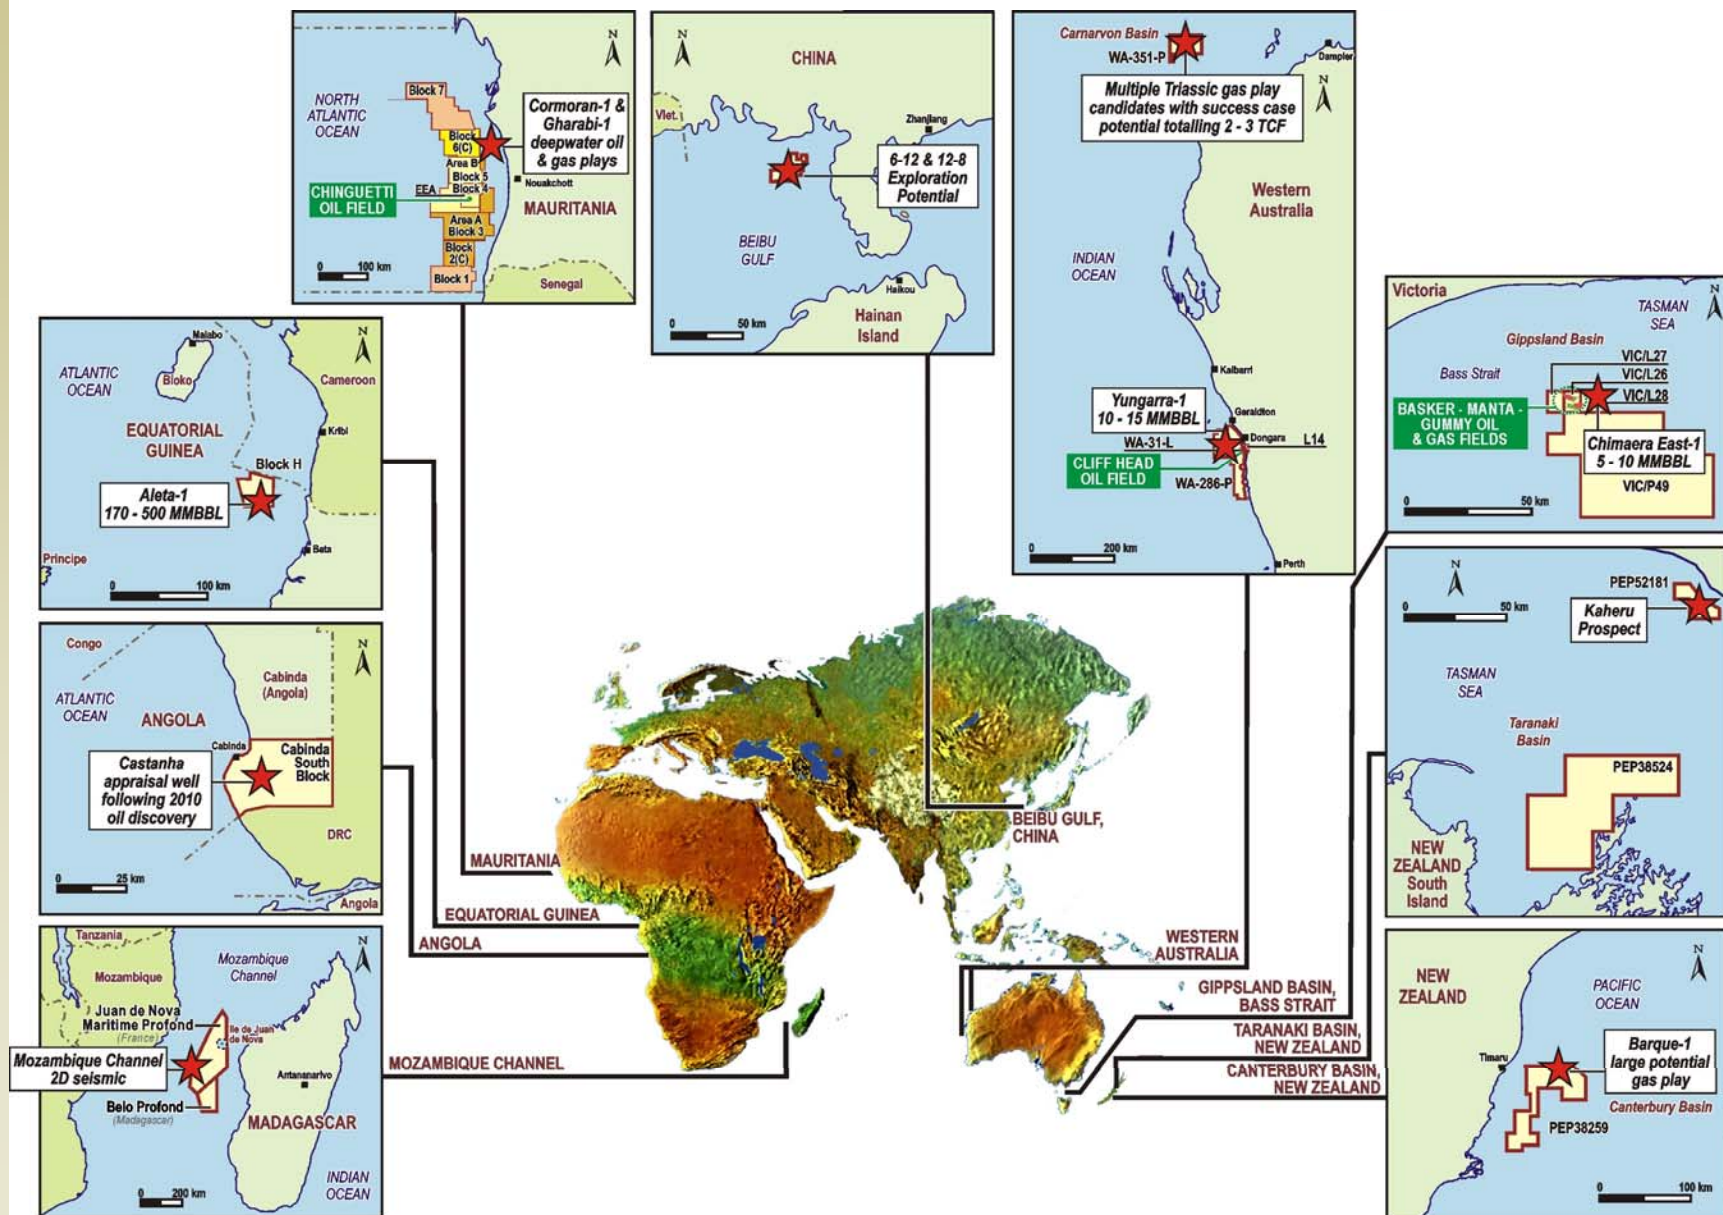 N
NORTH
ATLANTIC
OCEAN
Block 7
Block
6(C)
Area B
Block 5
Block 4
EEA
CHINGUETTI
OIL FIELD
Area A
Block 3
Block
2(C)
Block 1
Cormoran-1 &
Gharabi-1
deepwater oil
& gas plays
Nouakchott
MAURITANIA
Senegal
0 100 km
N
CHINA
Viet.
Zhanjiang
6-12 & 12-8
Exploration
Potential
BEIBU
GULF
Haikou
Hainan
Island
0 50 km
Carnarvon Basin
WA-351-P
Dampier
N
Multiple Triassic gas play
candidates with success case
potential totalling 2 - 3 TCF
Western
Australia
INDIAN
OCEAN
Kalbarri
Yungarra-1
10 - 15 MMBBL
Geraldton
Dongara
WA-31-L
L14
CLIFF HEAD
OIL FIELD
WA-286-P
0 200 km
Perth
Victoria
N
TASMAN
SEA
Gippsland Basin
VIC/L27
Bass Strait
VIC/L26
VIC/L28
BASKER - MANTA -
GUMMY OIL
& GAS FIELDS
Chimaera East-1
5 - 10 MMBBL
VIC/P49
0 50 km
Malabo
N
ATLANTIC
OCEAN
Bioko
Cameroon
EQUATORIAL
GUINEA
Kribi
Block H
Aleta-1
170 - 500 MMBBL
Bata
Principe
0 100 km
N
PEP52181
0 50 km
Kaheru
Prospect
TASMAN
SEA
Taranaki
Basin
PEP38524
NEW
ZEALAND
South
Island
Congo
N
Cabinda
(Angola)
ATLANTIC
OCEAN
ANGOLA
Cabinda
Cabinda
South
Block
Castanha
appraisal well
following 2010
oil discovery
DRC
0 25 km
Angola
Tanzania
N
Mozambique
Channel
Mozambique
Juan de Nova
Maritime Profond
(France)
Ile de Juan
de Nova
Mozambique Channel
2D seismic
Antananarivo
Belo Profond
(Madagascar)
MADAGASCAR
INDIAN
OCEAN
0 200 km
NEW
ZEALAND
N
PACIFIC
OCEAN
Timaru
Barque-1
large potential
gas play
Canterbury Basin
PEP38259
0 100 km
BEIBU GULF,
CHINA
MAURITANIA
EQUATORIAL GUINEA
ANGOLA
MOZAMBIQUE CHANNEL
WESTERN
AUSTRALIA
GIPPSLAND BASIN,
BASS STRAIT
TARANAKI BASIN,
NEW ZEALAND
CANTERBURY BASIN,
NEW ZEALAND